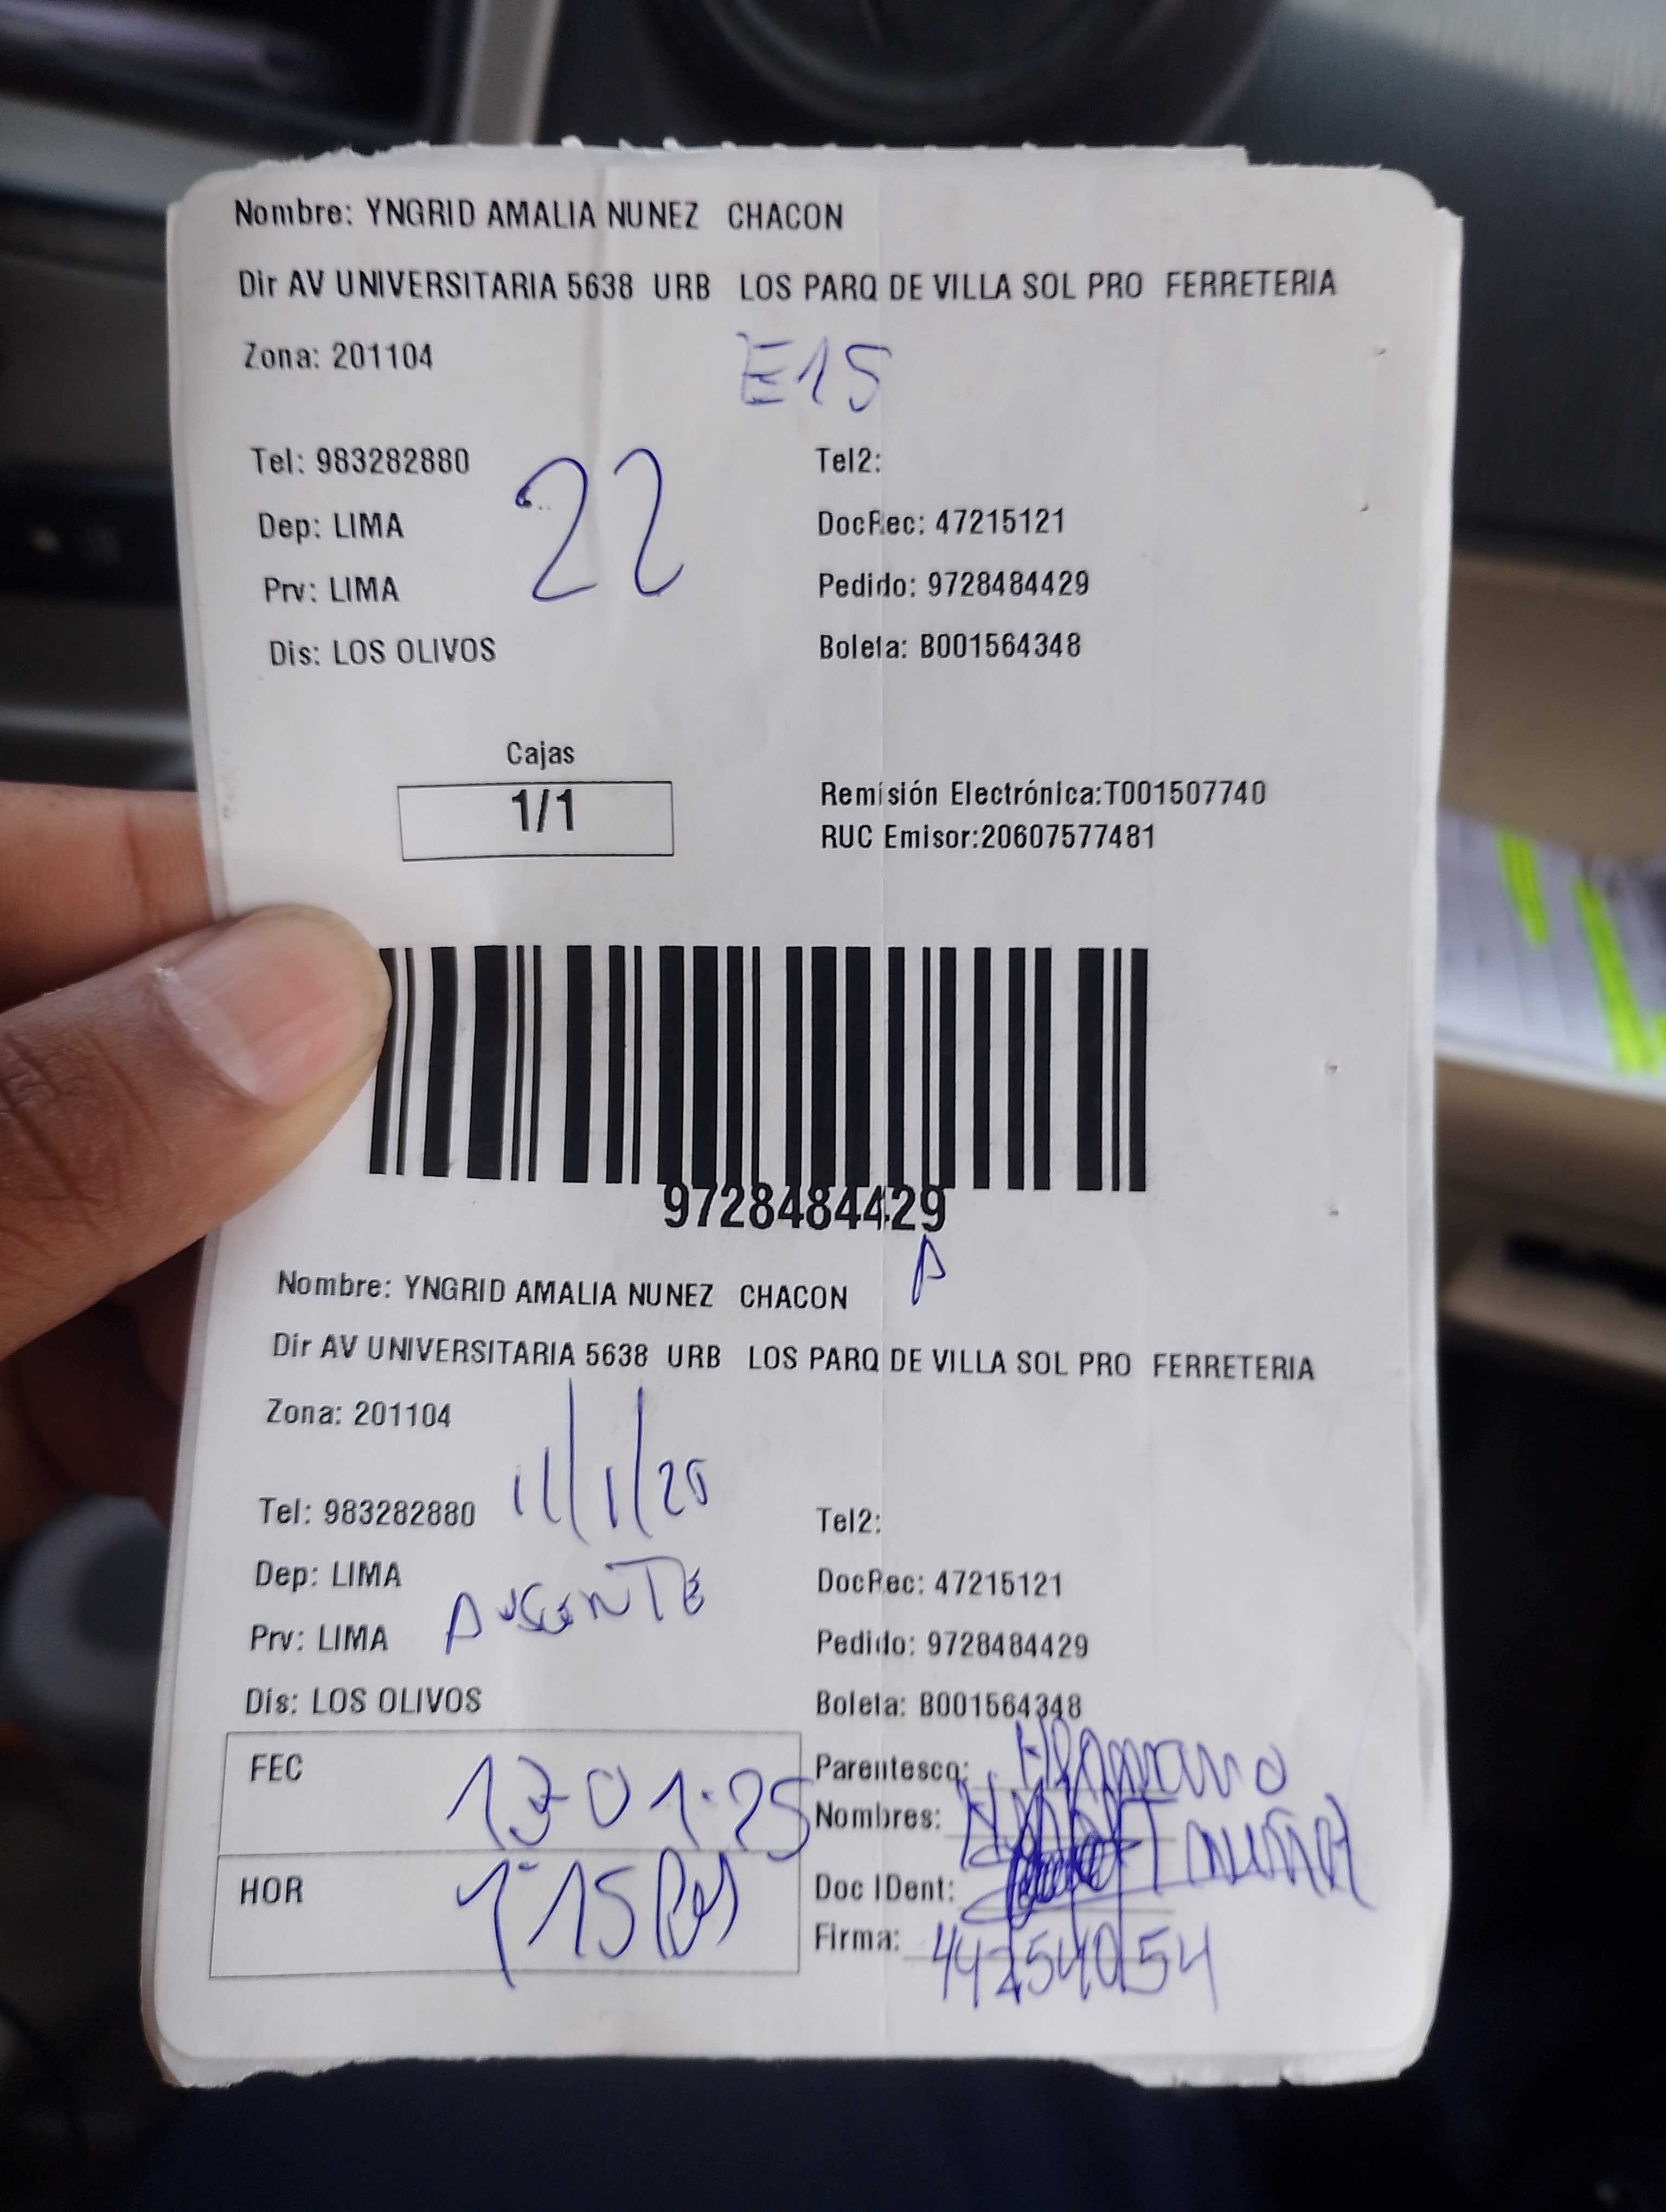 Nombre: YNGRID AMALIA NUNEZ CHACON
Dir AV UNIVERSITARIA 5638 URB LOS PARQ DE VILLA SOL PRO FERRETERIA
Zona: 201104
E15
Tel: 983282880
22
Tel2:
Dep: LIMA
DocRec: 47215121
Prv: LIMA
Pedido: 9728484429
Dis: LOS OLIVOS
Boleta: B001564348
Cajas
1/1
Remisión Electrónica:T001507740
RUC Emisor:20607577481
9728484429
Nombre: YNGRID AMALIA NUNEZ CHACON
Dir AV UNIVERSITARIA 5638 URB LOS PARQ DE VILLA SOL PRO FERRETERIA
Zona: 201104
11/1/25
Tel: 983282880
Tel2:
Dep: LIMA
AUSENTE
DocRec: 47215121
Prv: LIMA
Pedido: 9728484429
Dis: LOS OLIVOS
Boleta: B001564348
FEC 13-01-25
Parentesco:
Nombres:
HOR
Doc IDent:
Firma: 44254054